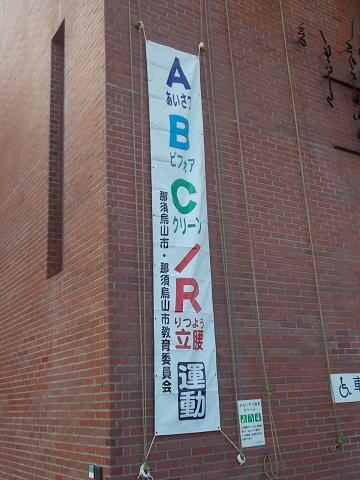 A
あいさつ
B
ビフォア
C
クリーン
/
R
りつよう
立腰
運動
那須烏山市・那須烏山市教育委員会
車